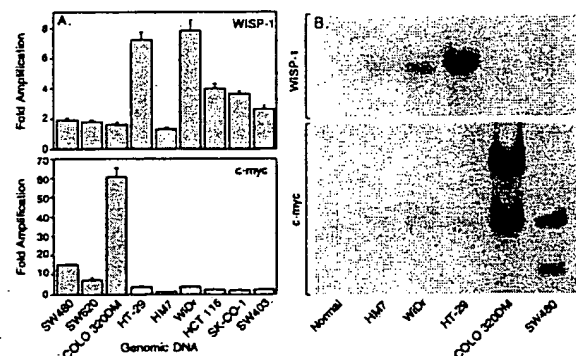 A.
WISP-1
Fold Amplification
8
6
4
2
0
c-myc
Fold Amplification
70
60
50
40
30
20
10
0
SW480
SW620
COLO 320DM
HT-29
HM7
WiDr
HCT 116
SK-CO-1
SW403
Genomic DNA
B.
WISP-1
c-myc
Normal
HM7
WiDr
HT-29
COLO 320DM
SW480